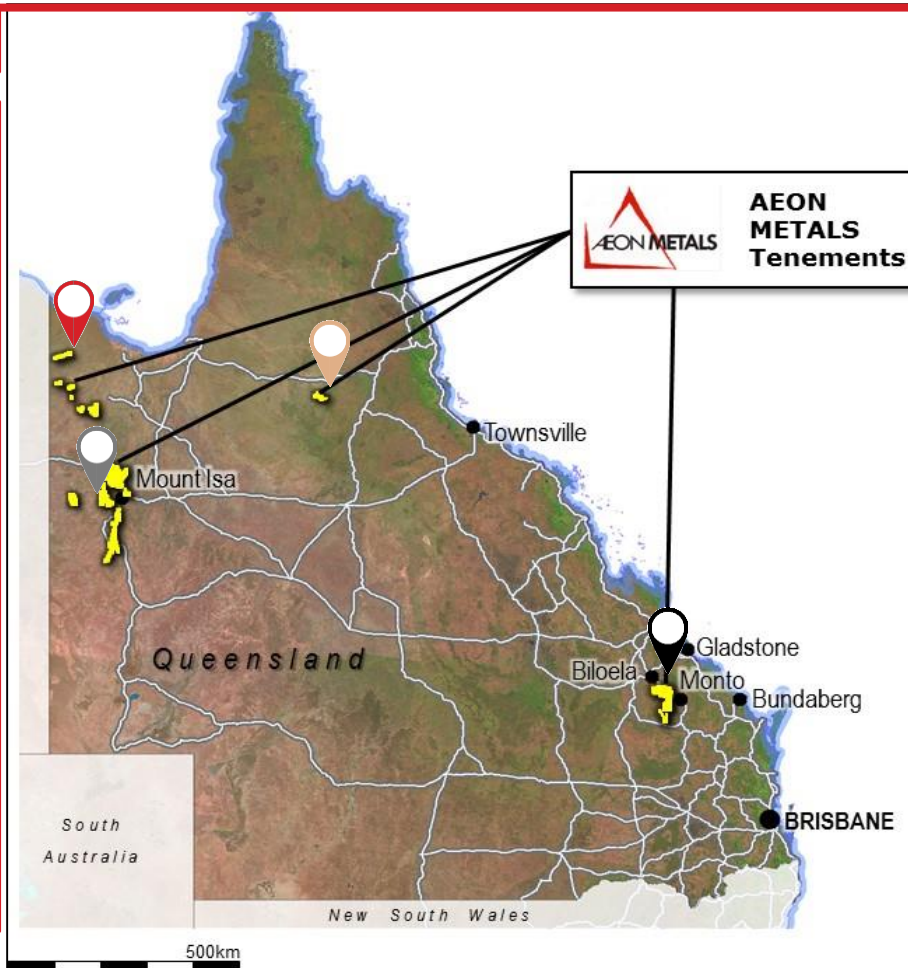 AEON METALS
AEON
METALS
Tenements
Townsville
Mount Isa
Queensland
Gladstone
Biloela
Monto
Bundaberg
BRISBANE
South
Australia
New South Wales
500km